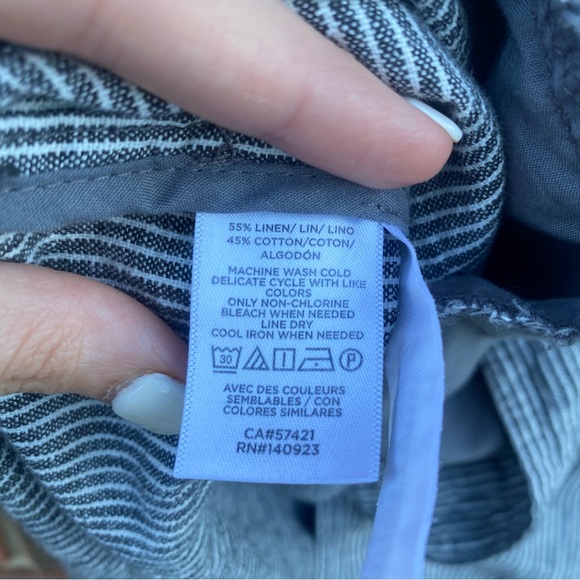 55% LINEN/ LIN/ LINO
45% COTTON/COTON/
ALGODÓN
MACHINE WASH COLD
DELICATE CYCLE WITH LIKE
COLORS
ONLY NON-CHLORINE
BLEACH WHEN NEEDED
LINE DRY
COOL IRON WHEN NEEDED
30 P
AVEC DES COULEURS
SEMBLABLES / CON
COLORES SIMILARES
CA#57421
RN#140923